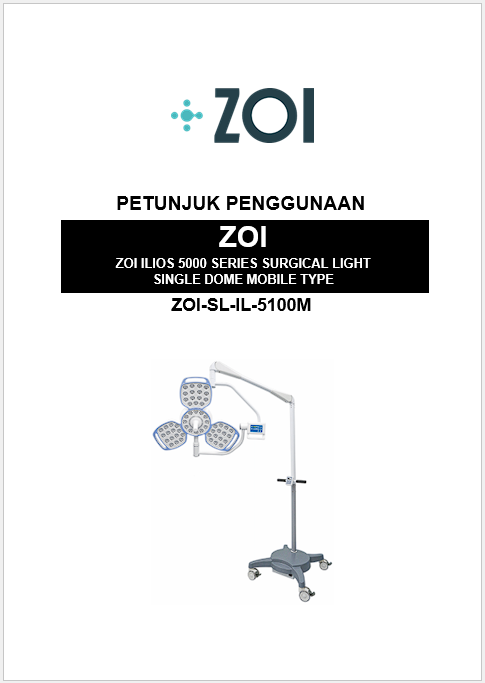 ZOI
PETUNJUK PENGGUNAAN
ZOI
ZOI ILIOS 5000 SERIES SURGICAL LIGHT
SINGLE DOME MOBILE TYPE
ZOI-SL-IL-5100M